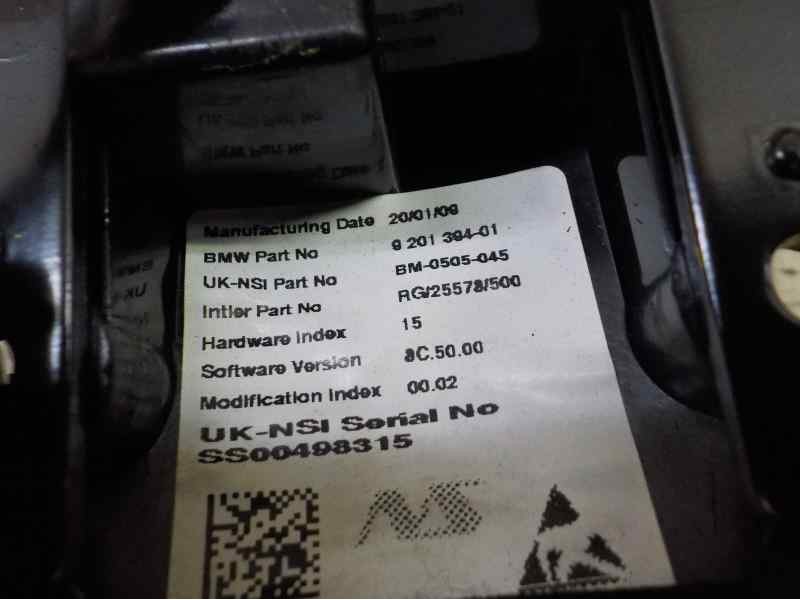 Manufacturing Date 20/01/09
BMW Part No 9 201 394-01
UK-NSI Part No BM-0505-045
Intier Part No RG/25578/500
Hardware Index 15
Software Version aC.50.00
Modification Index 00.02
UK-NSI Serial No
SS00498315